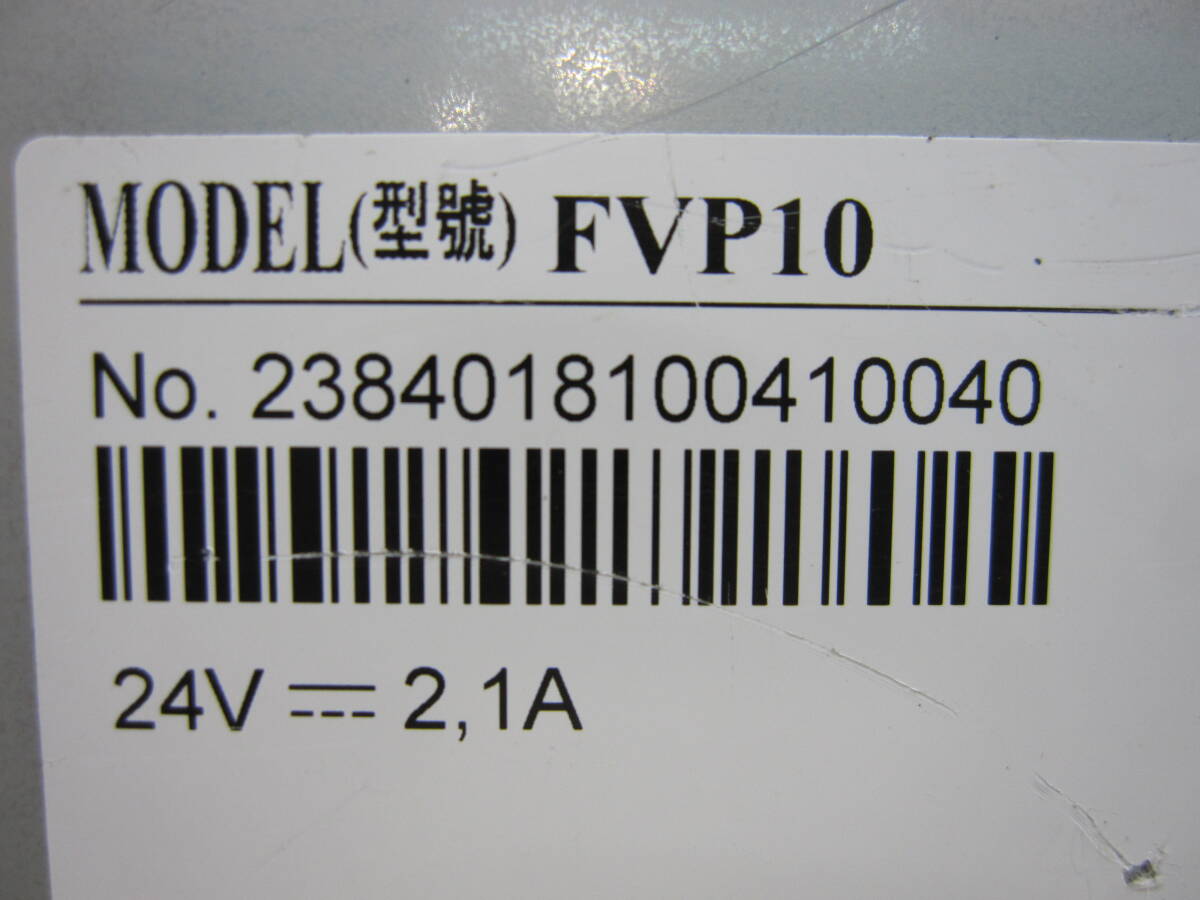 MODEL(型號) FVP10
No. 2384018100410040
24V ⎓ 2,1A